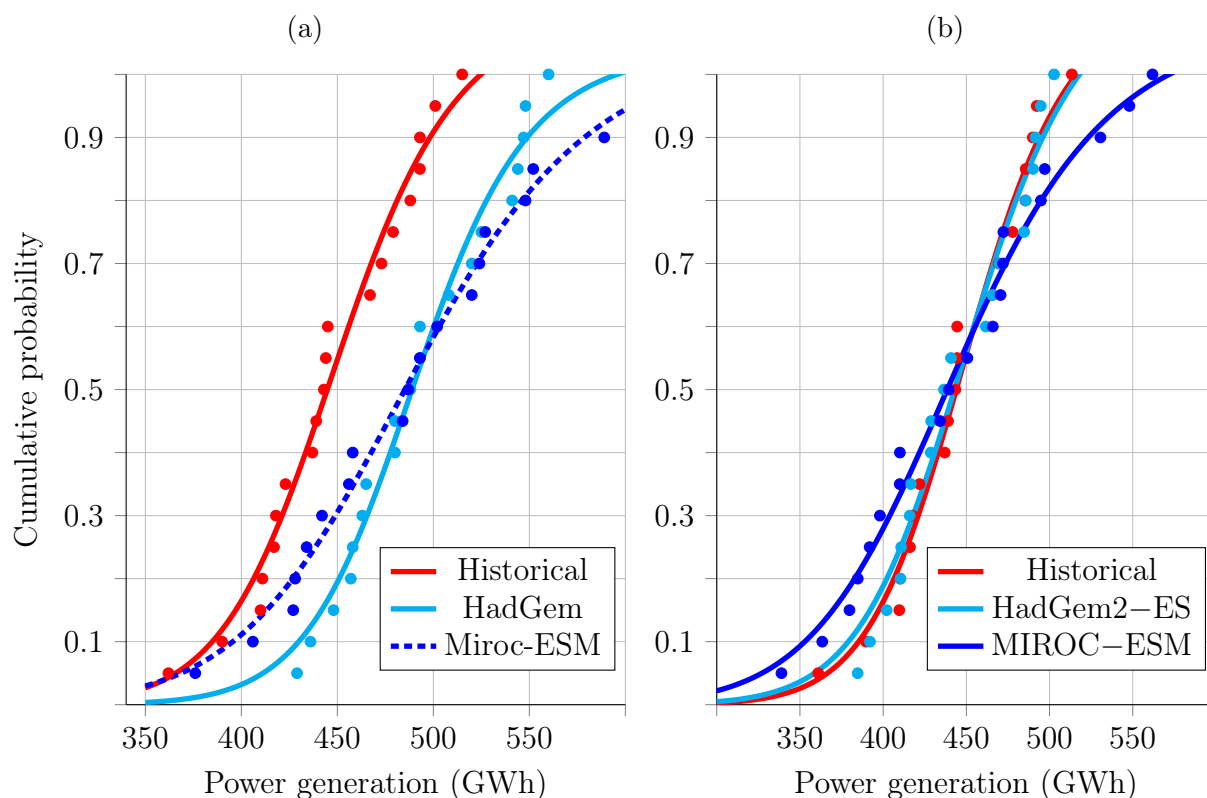 (a)
(b)
Cumulative probability
0.9
0.7
0.5
0.3
0.1
350 400 450 500 550
Power generation (GWh)
Historical
HadGem
Miroc-ESM
0.9
0.7
0.5
0.3
0.1
350 400 450 500 550
Power generation (GWh)
Historical
HadGem2−ES
MIROC−ESM